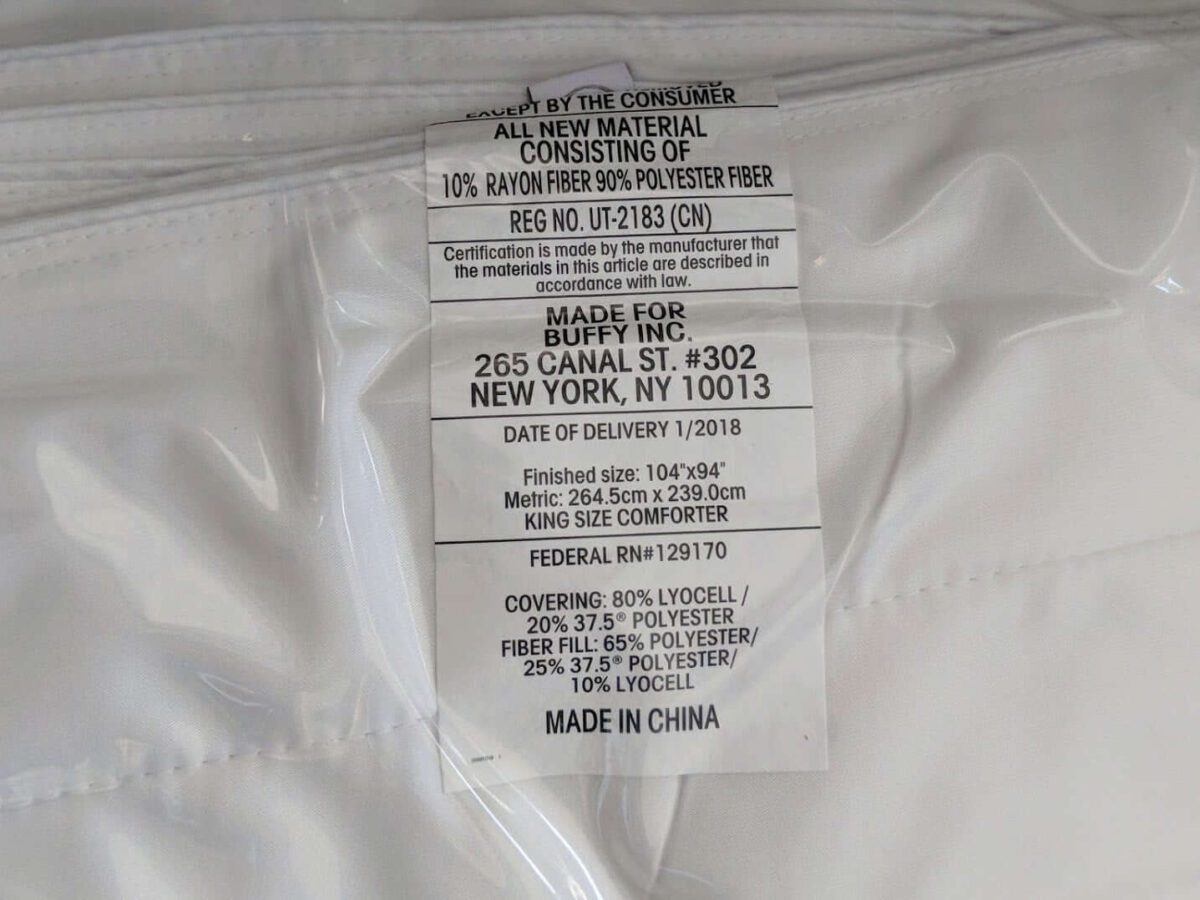 EXCEPT BY THE CONSUMER
ALL NEW MATERIAL
CONSISTING OF
10% RAYON FIBER 90% POLYESTER FIBER
REG NO. UT-2183 (CN)
Certification is made by the manufacturer that
the materials in this article are described in
accordance with law.
MADE FOR
BUFFY INC.
265 CANAL ST. #302
NEW YORK, NY 10013
DATE OF DELIVERY 1/2018
Finished size: 104"x94"
Metric: 264.5cm x 239.0cm
KING SIZE COMFORTER
FEDERAL RN#129170
COVERING: 80% LYOCELL /
20% 37.5® POLYESTER
FIBER FILL: 65% POLYESTER/
25% 37.5® POLYESTER/
10% LYOCELL
MADE IN CHINA